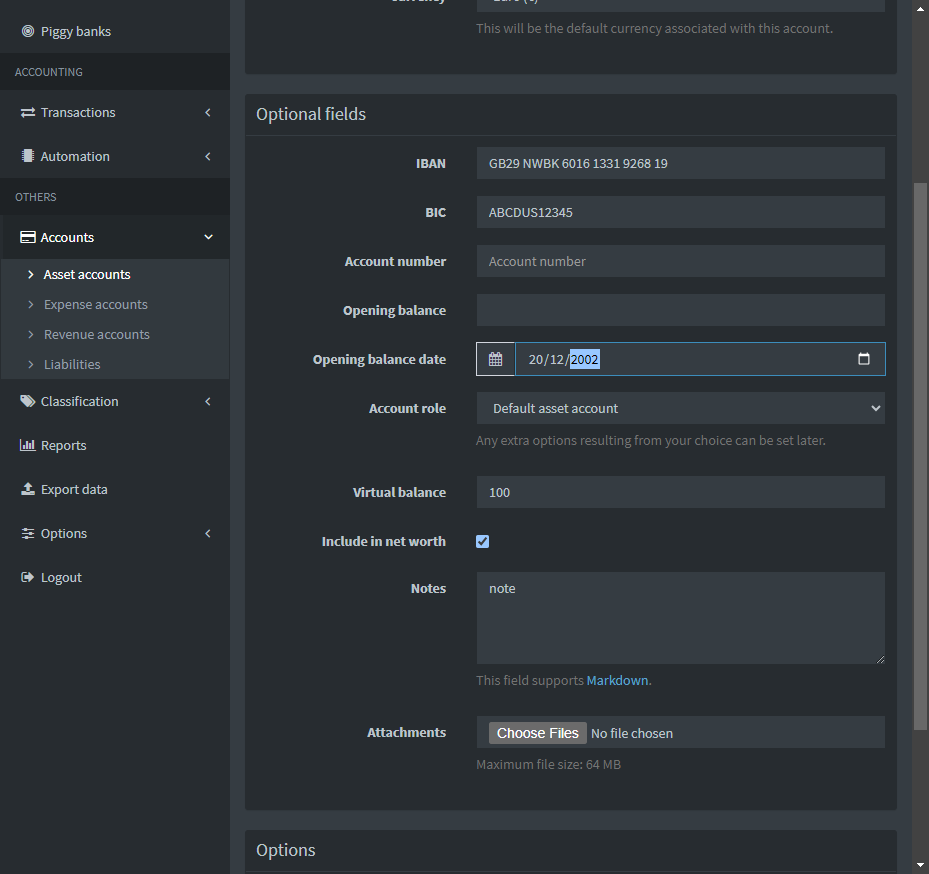 Piggy banks
ACCOUNTING
Transactions
Automation
OTHERS
Accounts
Asset accounts
Expense accounts
Revenue accounts
Liabilities
Classification
Reports
Export data
Options
Logout
This will be the default currency associated with this account.
Optional fields
IBAN GB29 NWBK 6016 1331 9268 19
BIC ABCDUS12345
Account number Account number
Opening balance
Opening balance date 20/12/2002
Account role Default asset account
Any extra options resulting from your choice can be set later.
Virtual balance 100
Include in net worth
Notes note
This field supports Markdown.
Attachments Choose Files No file chosen
Maximum file size: 64 MB
Options